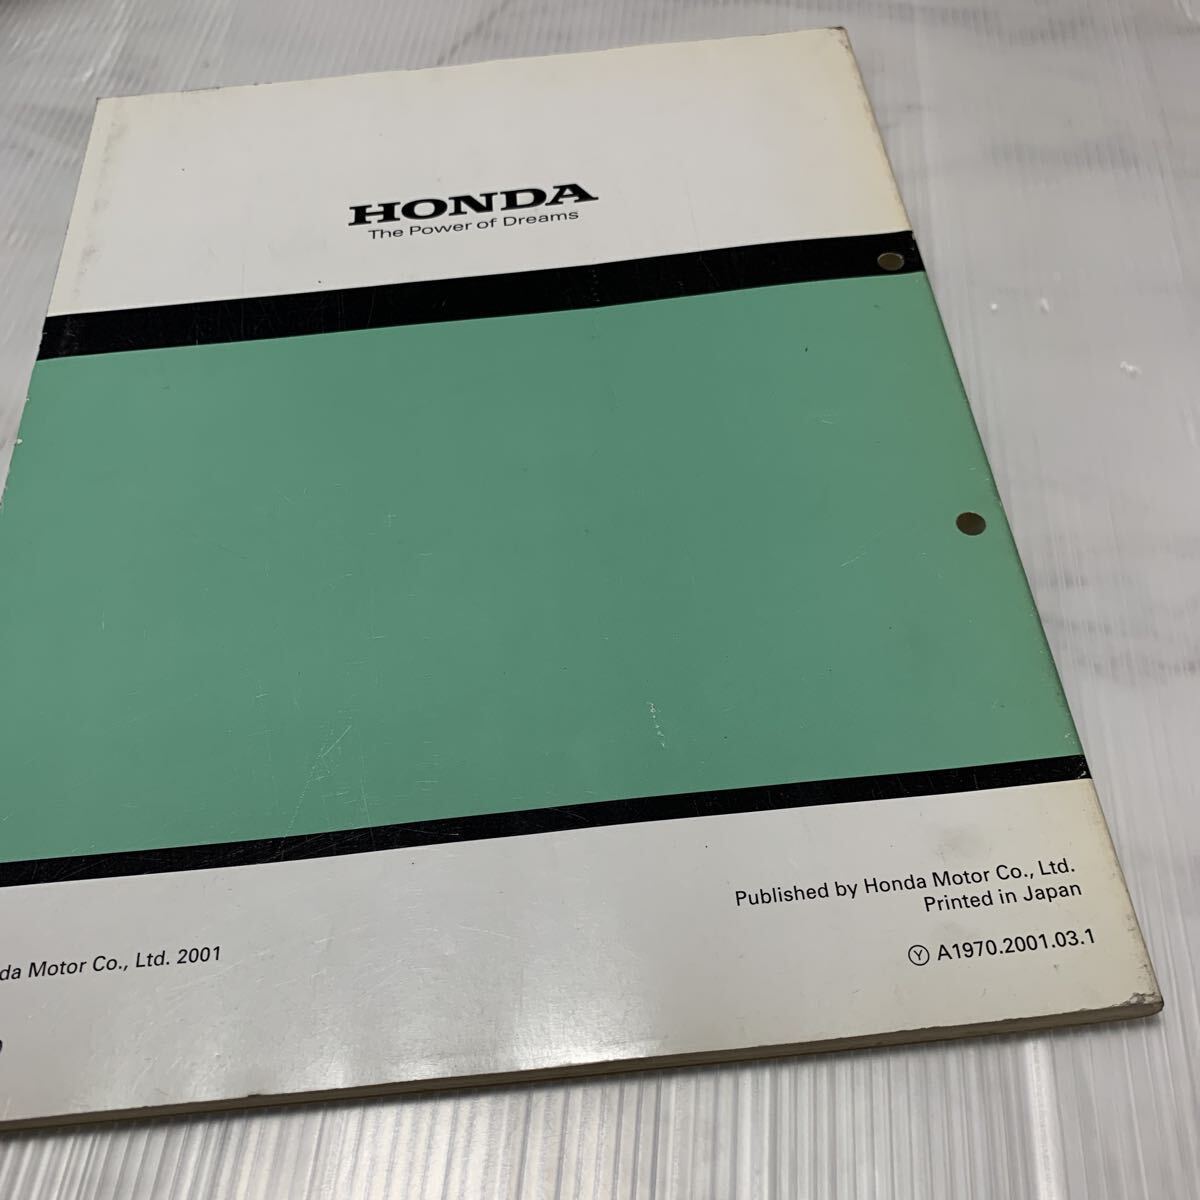 HONDA
The Power of Dreams
Published by Honda Motor Co., Ltd.
Printed in Japan
Ⓨ A1970.2001.03.1
Motor Co., Ltd. 2001